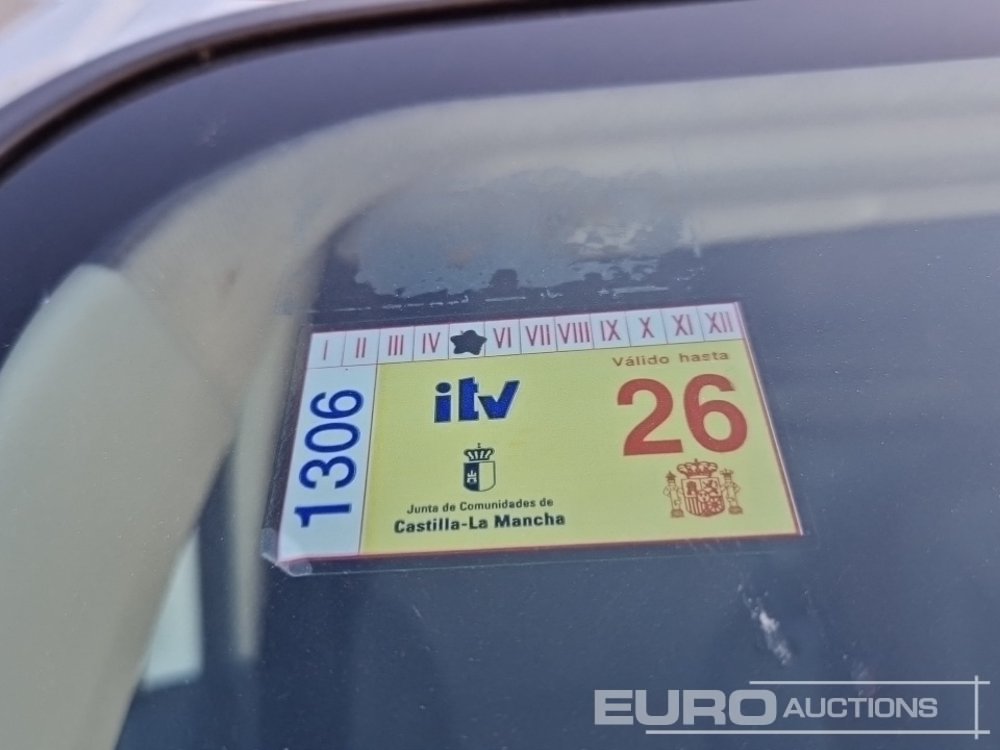 I II III IV VI VII VIII IX X XI XII
Válido hasta
1306
itv
26
Junta de Comunidades de
Castilla-La Mancha
EURO AUCTIONS